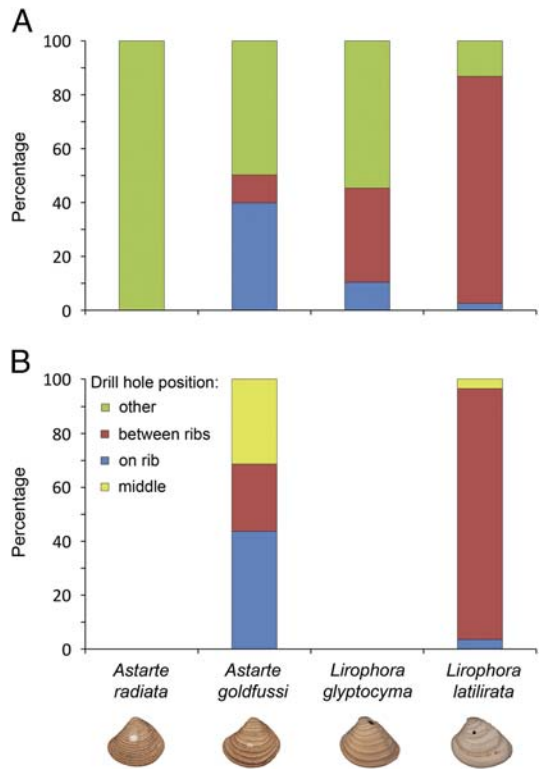 A
100
80
60
40
20
0
Percentage
B
100
80
60
40
20
0
Percentage
Drill hole position:
other
between ribs
on rib
middle
Astarte radiata
Astarte goldfussi
Lirophora glyptocyma
Lirophora latilirata